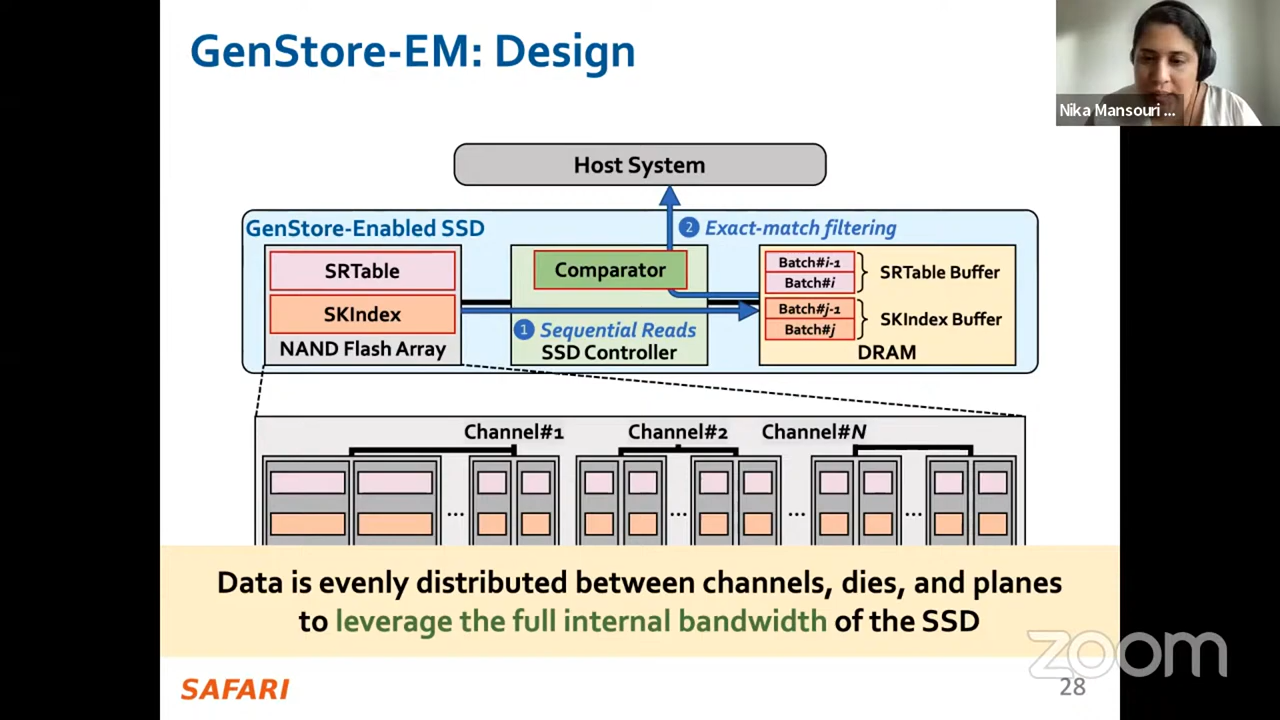 GenStore-EM: Design
Nika Mansouri ...
Host System
GenStore-Enabled SSD
2 Exact-match filtering
SRTable
SKIndex
NAND Flash Array
Comparator
1 Sequential Reads
SSD Controller
Batch#i-1
Batch#i
SRTable Buffer
Batch#j-1
Batch#j
SKIndex Buffer
DRAM
Channel#1
Channel#2
Channel#N
... ... ... ...
Data is evenly distributed between channels, dies, and planes
to leverage the full internal bandwidth of the SSD
zoom
SAFARI
28